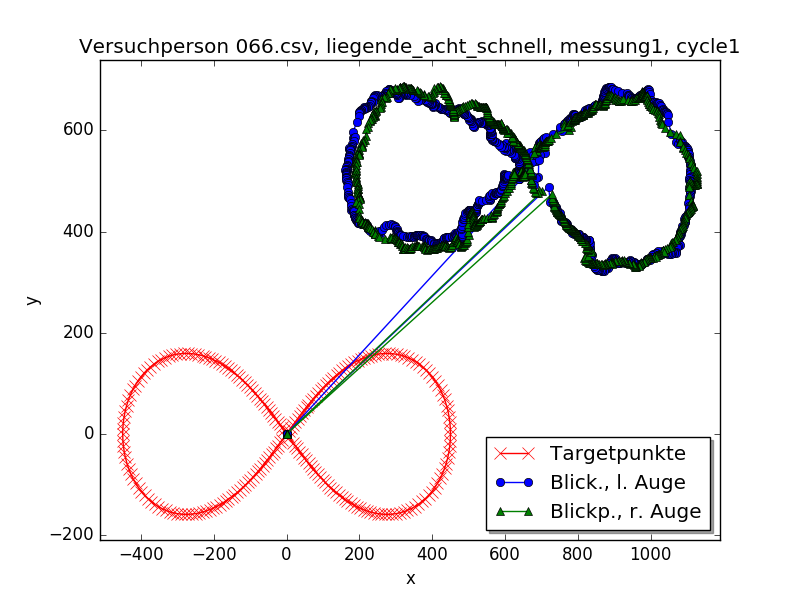 Versuchperson 066.csv, liegende_acht_schnell, messung1, cycle1
600
400
200
0
−200
y
−400
−200
0
200
400
600
800
1000
x
Targetpunkte
Blick., l. Auge
Blickp., r. Auge